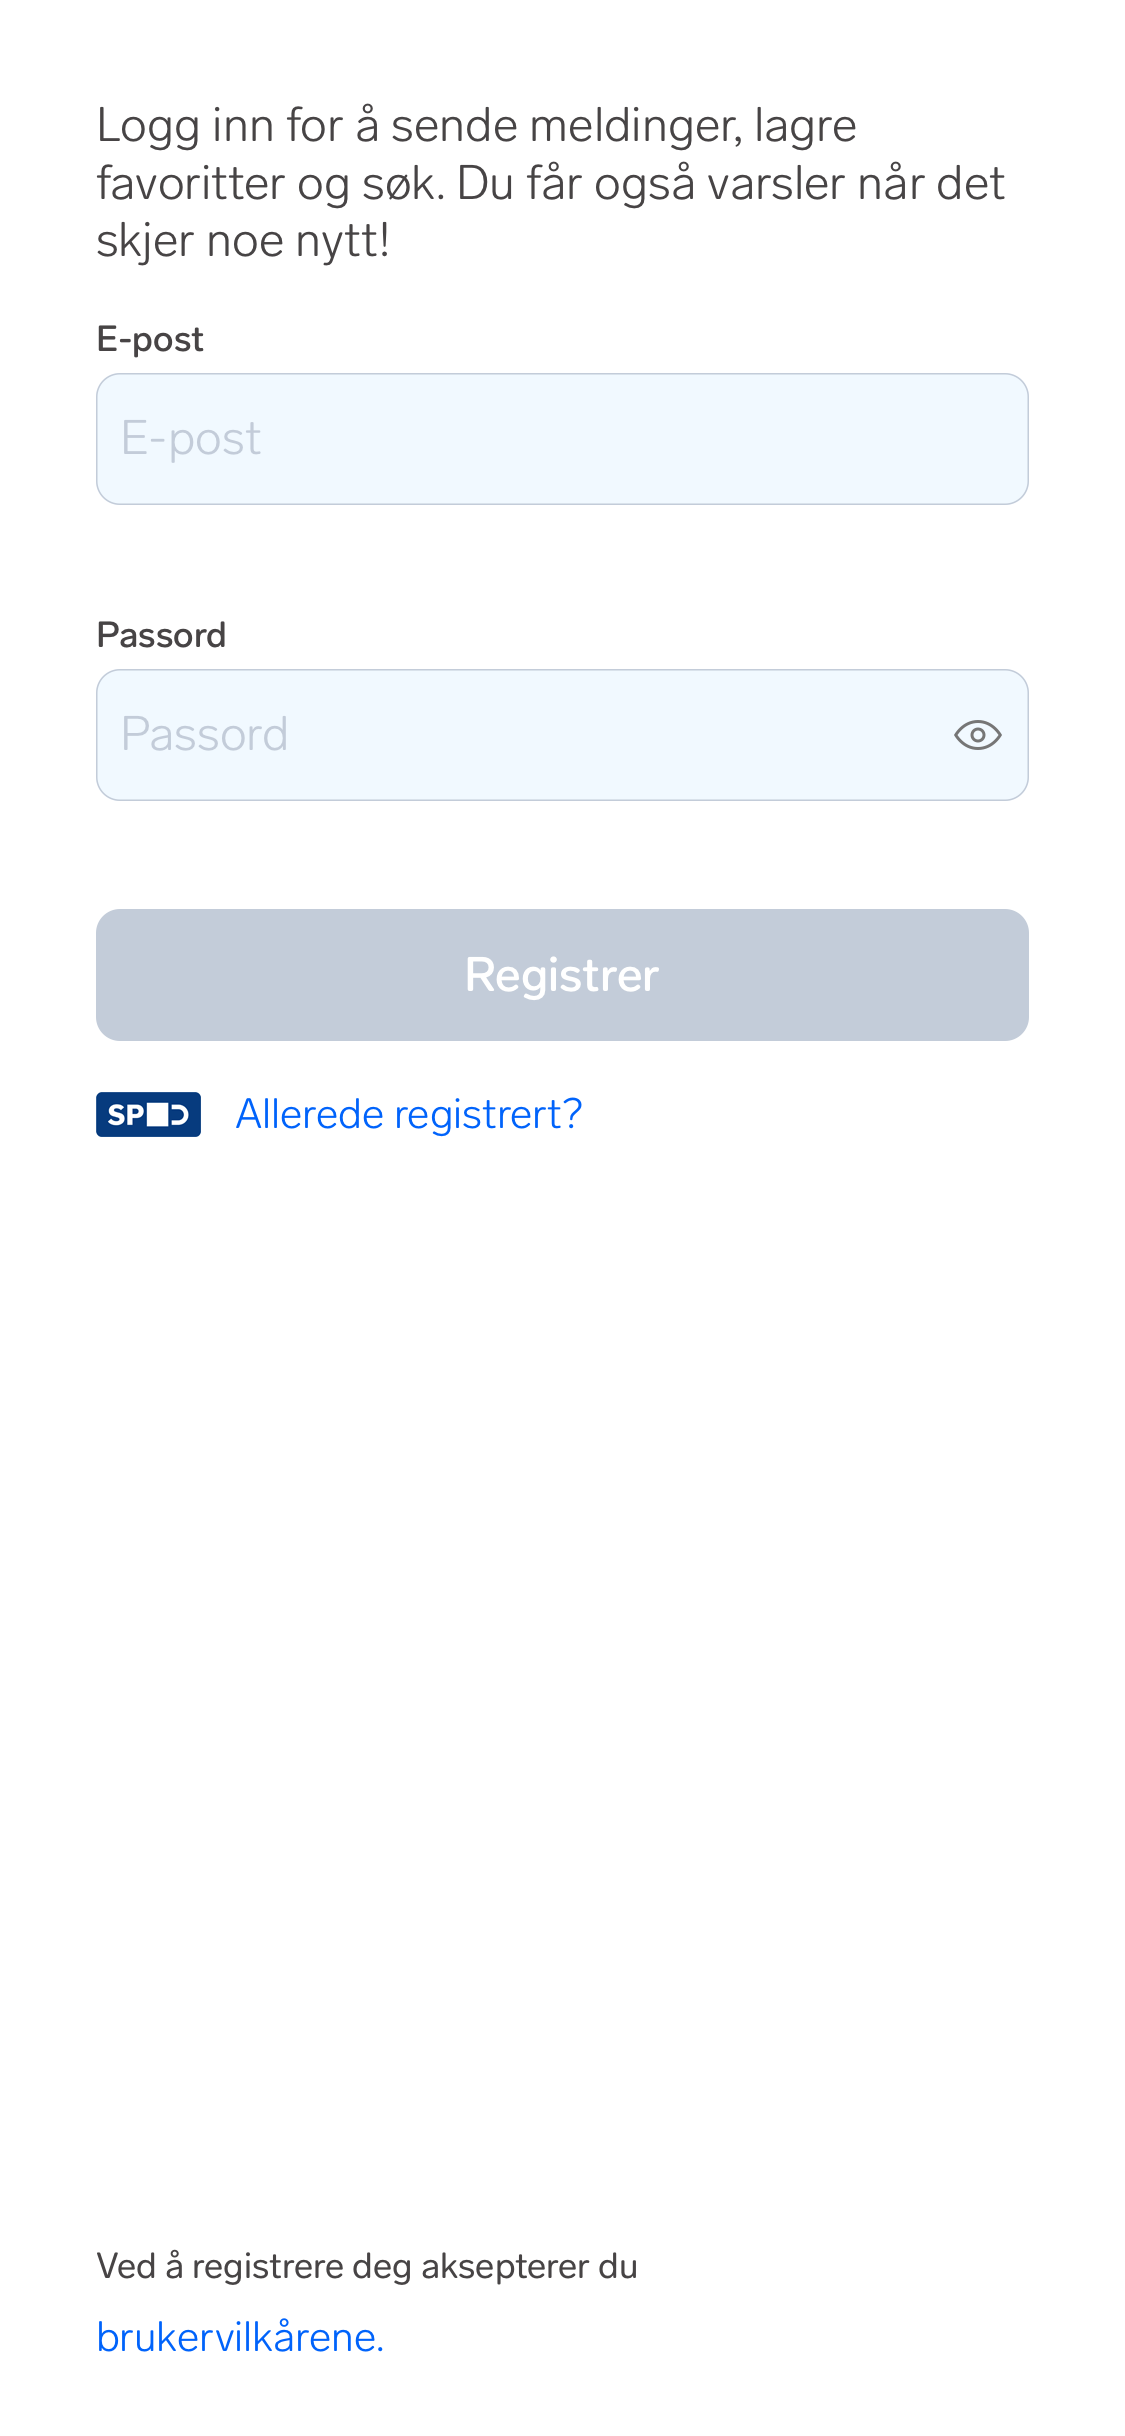 Logg inn for å sende meldinger, lagre
favoritter og søk. Du får også varsler når det
skjer noe nytt!
E-post
E-post
Passord
Passord
Registrer
SPD
Allerede registrert?
Ved å registrere deg aksepterer du
brukervilkårene.